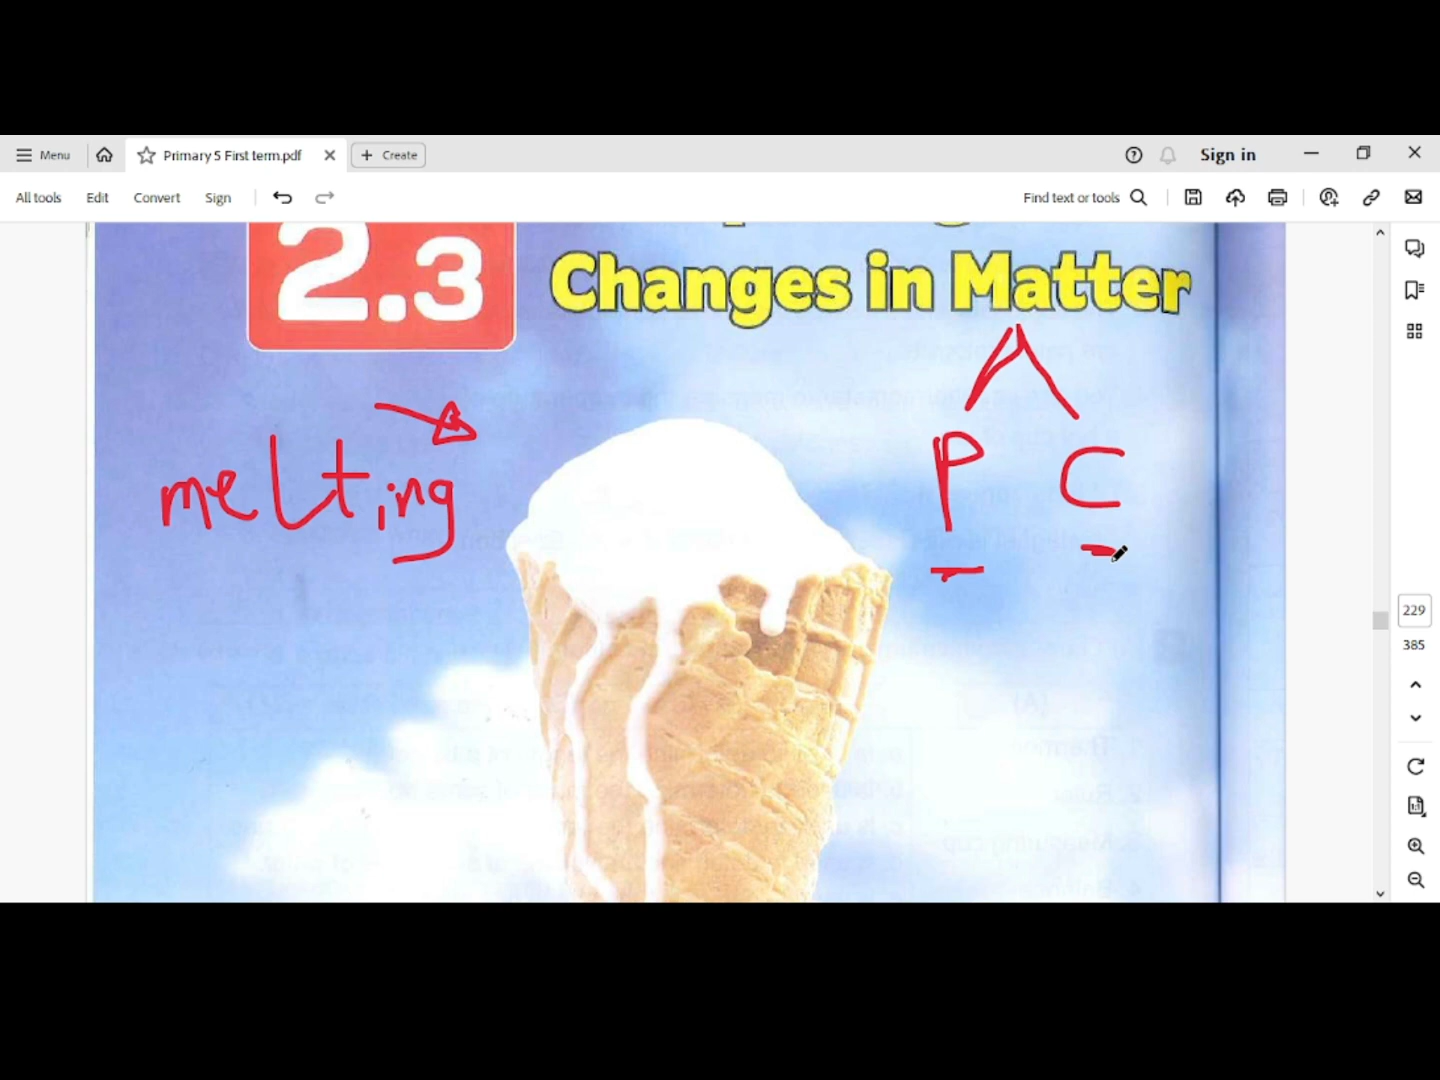 Menu
Primary 5 First term.pdf
Create
Sign in
All tools
Edit
Convert
Sign
Find text or tools
2.3
Changes in Matter
melting
P C
229
385